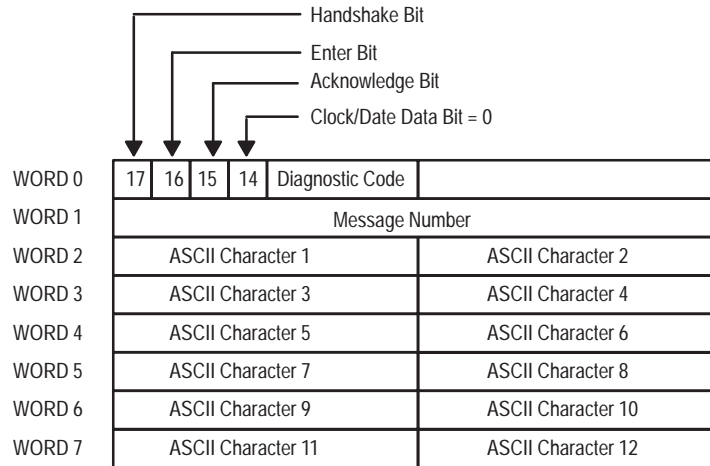 Handshake Bit
Enter Bit
Acknowledge Bit
Clock/Date Data Bit = 0
WORD 0 17 16 15 14 Diagnostic Code
WORD 1 Message Number
WORD 2 ASCII Character 1 ASCII Character 2
WORD 3 ASCII Character 3 ASCII Character 4
WORD 4 ASCII Character 5 ASCII Character 6
WORD 5 ASCII Character 7 ASCII Character 8
WORD 6 ASCII Character 9 ASCII Character 10
WORD 7 ASCII Character 11 ASCII Character 12